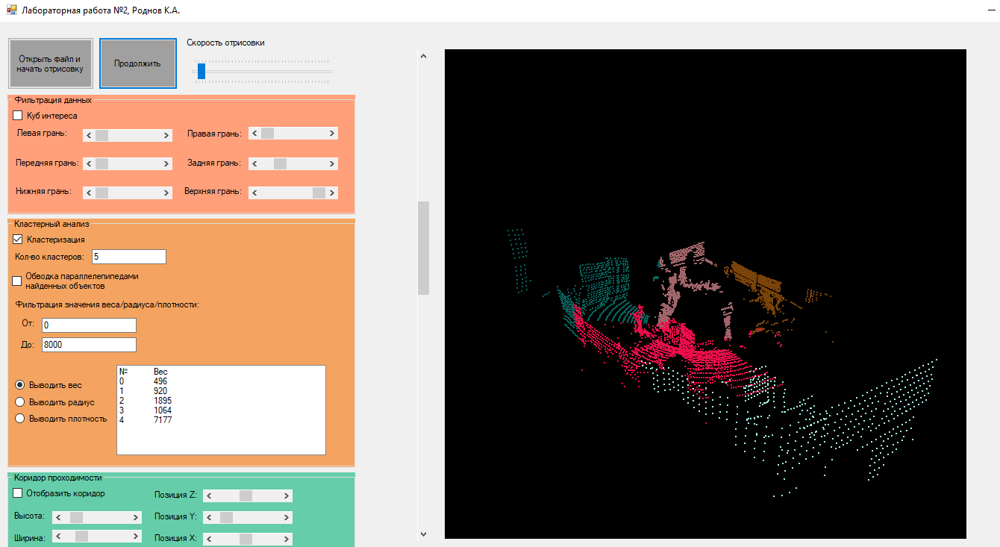 Лабораторная работа №2, Роднов К.А.
Открыть файл и
начать отрисовку
Продолжить
Скорость отрисовки
Фильтрация данных
Куб интереса
Левая грань:
Правая грань:
Передняя грань:
Задняя грань:
Нижняя грань:
Верхняя грань:
Кластерный анализ
Кластеризация
Кол-во кластеров: 5
Обводка параллелепипедами
найденных объектов
Фильтрация значения веса/радиуса/плотности:
От: 0
До: 8000
Выводить вес
Выводить радиус
Выводить плотность
№ Вес
0 496
1 920
2 1895
3 1064
4 7177
Коридор проходимости
Отобразить коридор
Позиция Z:
Высота:
Позиция Y:
Ширина:
Позиция X: